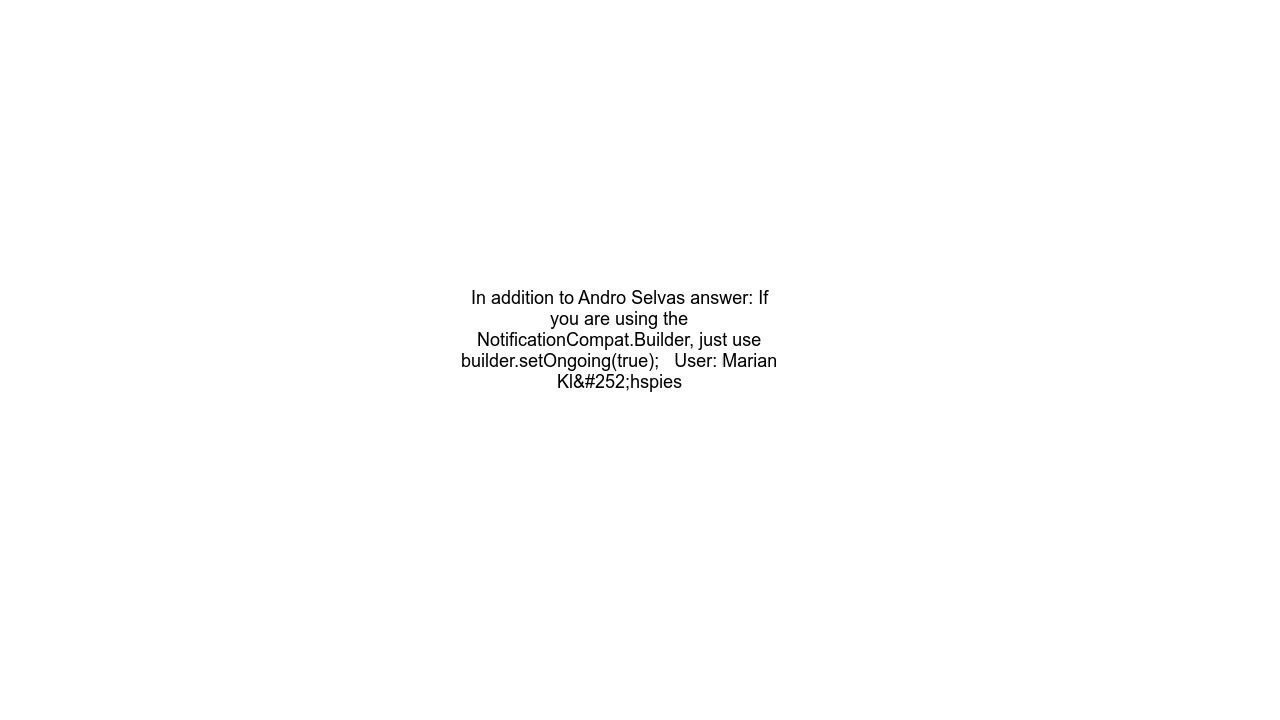 In addition to Andro Selvas answer: If
you are using the
NotificationCompat.Builder, just use
builder.setOngoing(true);   User: Marian
Kl&#252;hspies